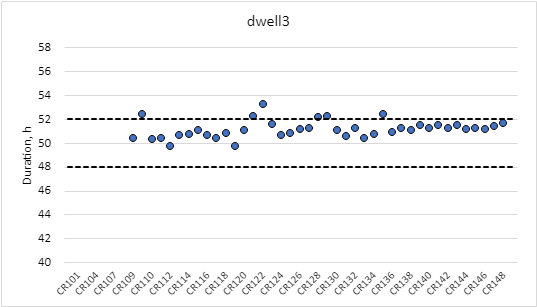 dwell3
58
56
54
52
50
48
46
44
42
40
Duration, h
CR101
CR104
CR107
CR109
CR110
CR112
CR114
CR116
CR118
CR120
CR122
CR124
CR126
CR128
CR130
CR132
CR134
CR136
CR138
CR140
CR142
CR144
CR146
CR148